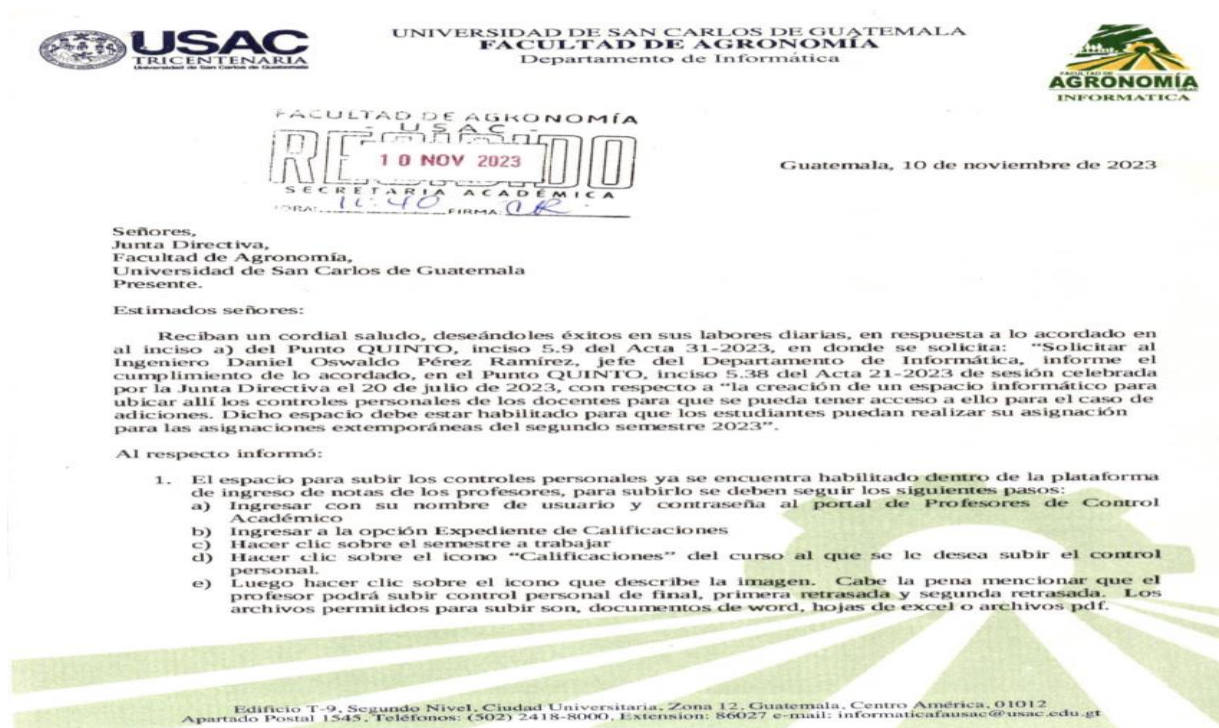 USAC
TRICENTENARIA
Universidad de San Carlos de Guatemala
UNIVERSIDAD DE SAN CARLOS DE GUATEMALA
FACULTAD DE AGRONOMÍA
Departamento de Informática
FACULTAD DE
AGRONOMÍA
USAC
INFORMATICA
FACULTAD DE AGRONOMÍA
- USAC -
RECIBIDO
10 NOV 2023
SECRETARIA ACADÉMICA
HORA: 11:40 FIRMA: CR
Guatemala, 10 de noviembre de 2023
Señores,
Junta Directiva,
Facultad de Agronomía,
Universidad de San Carlos de Guatemala
Presente.
Estimados señores:
Reciban un cordial saludo, deseándoles éxitos en sus labores diarias, en respuesta a lo acordado en
al inciso a) del Punto QUINTO, inciso 5.9 del Acta 31-2023, en donde se solicita: “Solicitar al
Ingeniero Daniel Oswaldo Pérez Ramírez, jefe del Departamento de Informática, informe el
cumplimiento de lo acordado, en el Punto QUINTO, inciso 5.38 del Acta 21-2023 de sesión celebrada
por la Junta Directiva el 20 de julio de 2023, con respecto a “la creación de un espacio informático para
ubicar allí los controles personales de los docentes para que se pueda tener acceso a ello para el caso de
adiciones. Dicho espacio debe estar habilitado para que los estudiantes puedan realizar su asignación
para las asignaciones extemporáneas del segundo semestre 2023”.
Al respecto informó:
1. El espacio para subir los controles personales ya se encuentra habilitado dentro de la plataforma
de ingreso de notas de los profesores, para subirlo se deben seguir los siguientes pasos:
a) Ingresar con su nombre de usuario y contraseña al portal de Profesores de Control
Académico
b) Ingresar a la opción Expediente de Calificaciones
c) Hacer clic sobre el semestre a trabajar
d) Hacer clic sobre el icono “Calificaciones” del curso al que se le desea subir el control
personal.
e) Luego hacer clic sobre el icono que describe la imagen. Cabe la pena mencionar que el
profesor podrá subir control personal de final, primera retrasada y segunda retrasada. Los
archivos permitidos para subir son, documentos de word, hojas de excel o archivos pdf.
Edificio T-9, Segundo Nivel, Ciudad Universitaria, Zona 12, Guatemala, Centro América, 01012
Apartado Postal 1545, Teléfonos: (502) 2418-8000, Extension: 86027 e-mail: informaticafausac@usac.edu.gt